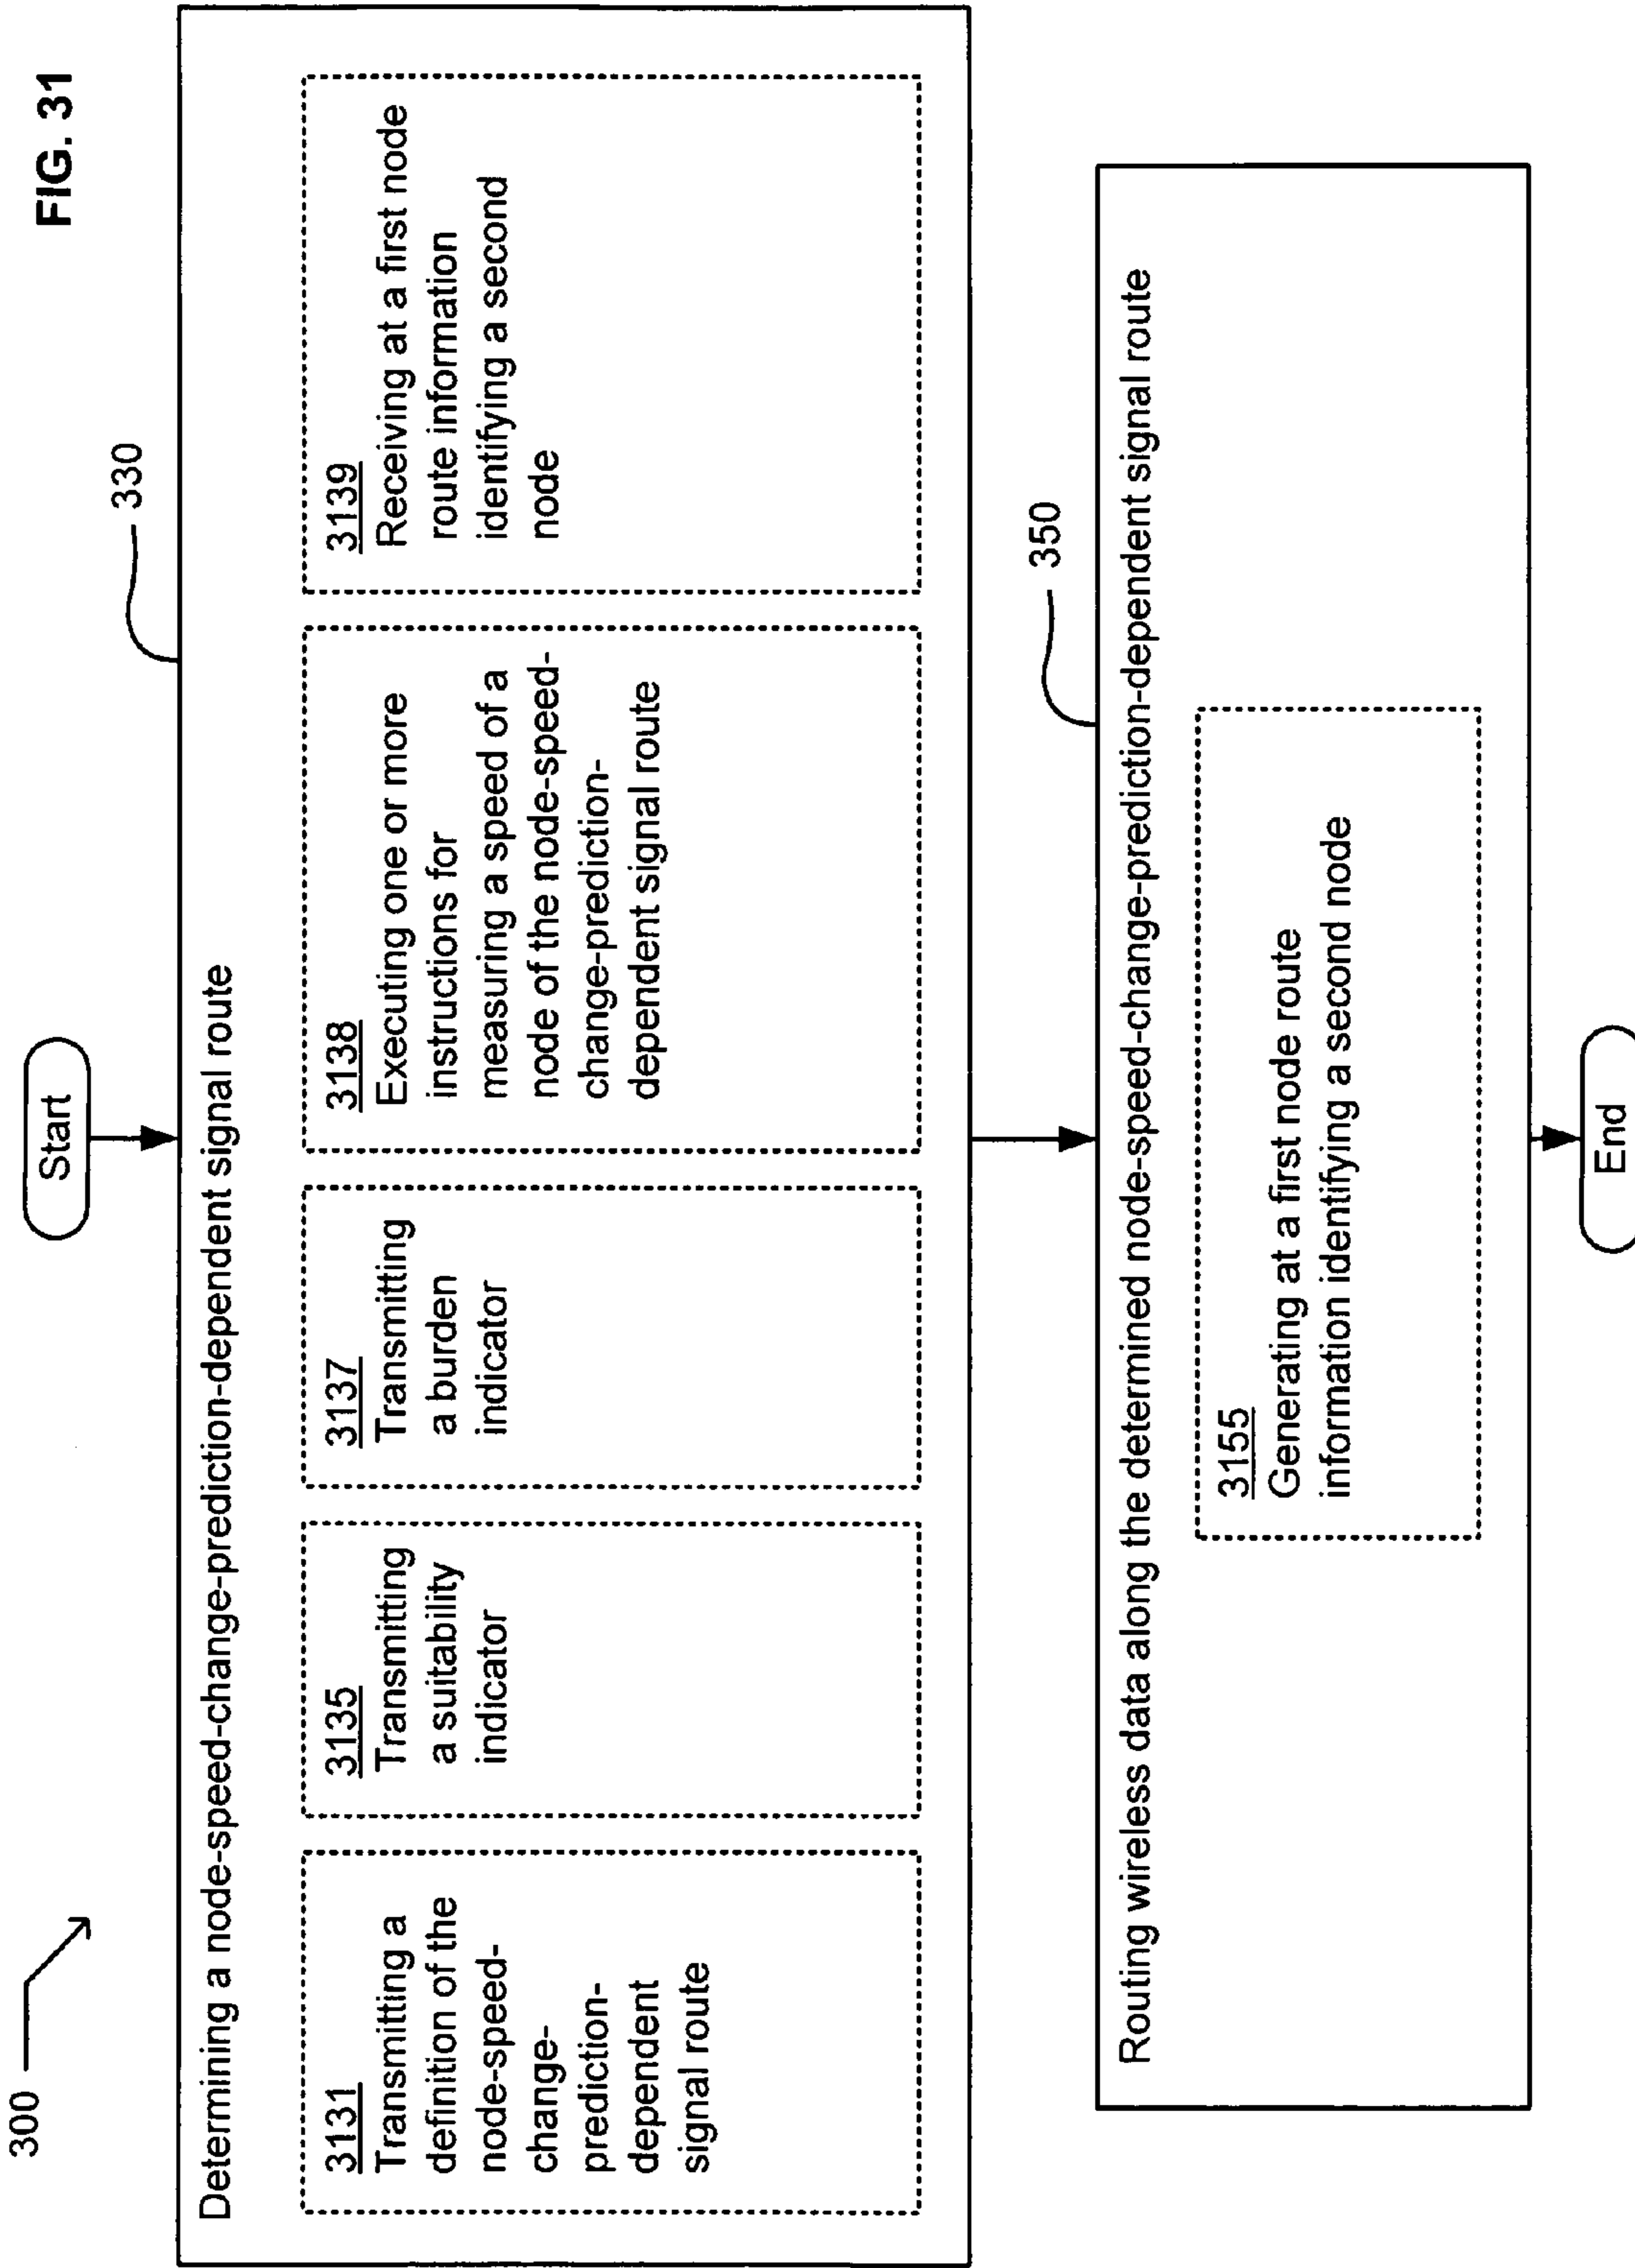 FIG. 31
300
Start
330
Determining a node-speed-change-prediction-dependent signal route
3131
Transmitting a
definition of the
node-speed-
change-
prediction-
dependent
signal route
3135
Transmitting
a suitability
indicator
3137
Transmitting
a burden
indicator
3138
Executing one or more
instructions for
measuring a speed of a
node of the node-speed-
change-prediction-
dependent signal route
3139
Receiving at a first node
route information
identifying a second
node
350
Routing wireless data along the determined node-speed-change-prediction-dependent signal route
3155
Generating at a first node route
information identifying a second node
End